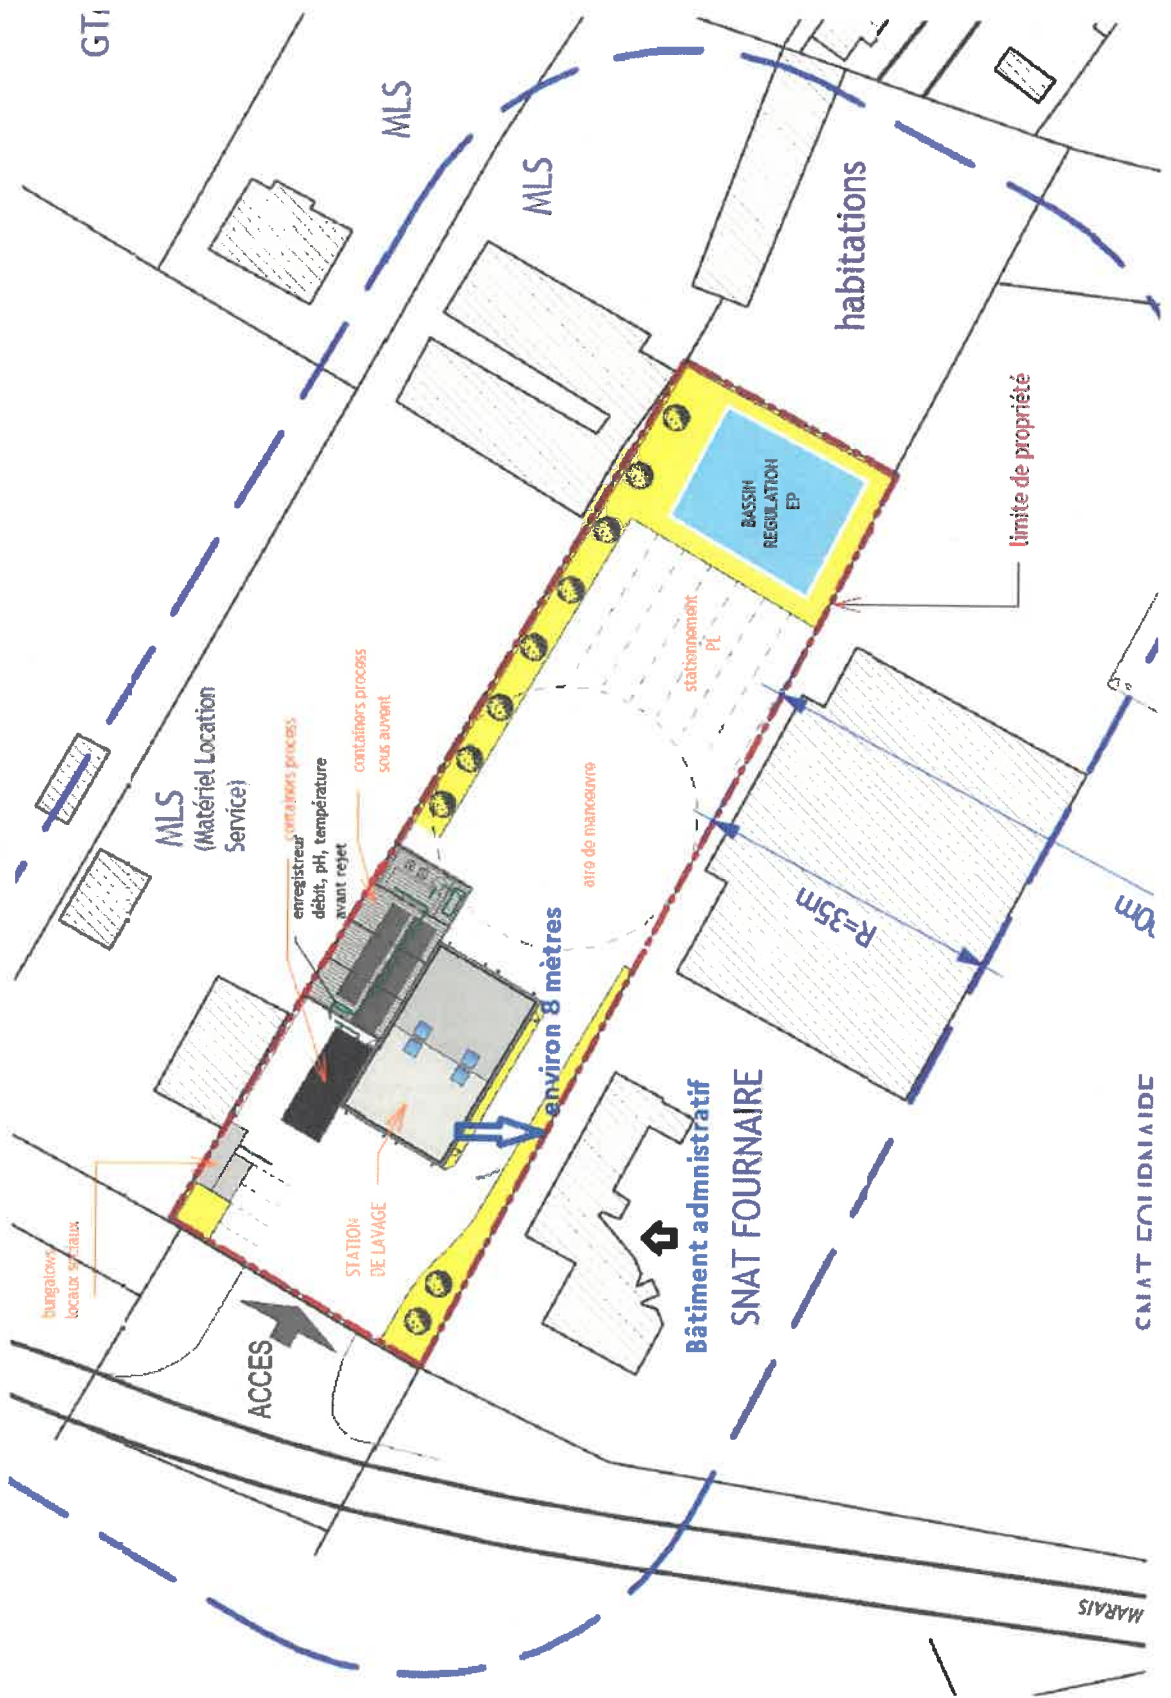 GT
MLS
MLS
habitations
MLS
(Matériel Location
Service)
containers process
enregistreur
débit, pH, température
avant rejet
containers process
sous auvent
BASSIN
REGULATION
EP
limite de propriété
stationnement
PL
aire de manoeuvre
R=35m
0m
environ 8 mètres
bungalows
locaux sociaux
STATION
DE LAVAGE
ACCES
Bâtiment admnistratif
SNAT FOURNAIRE
SNAT FOURNAIRE
MARAIS